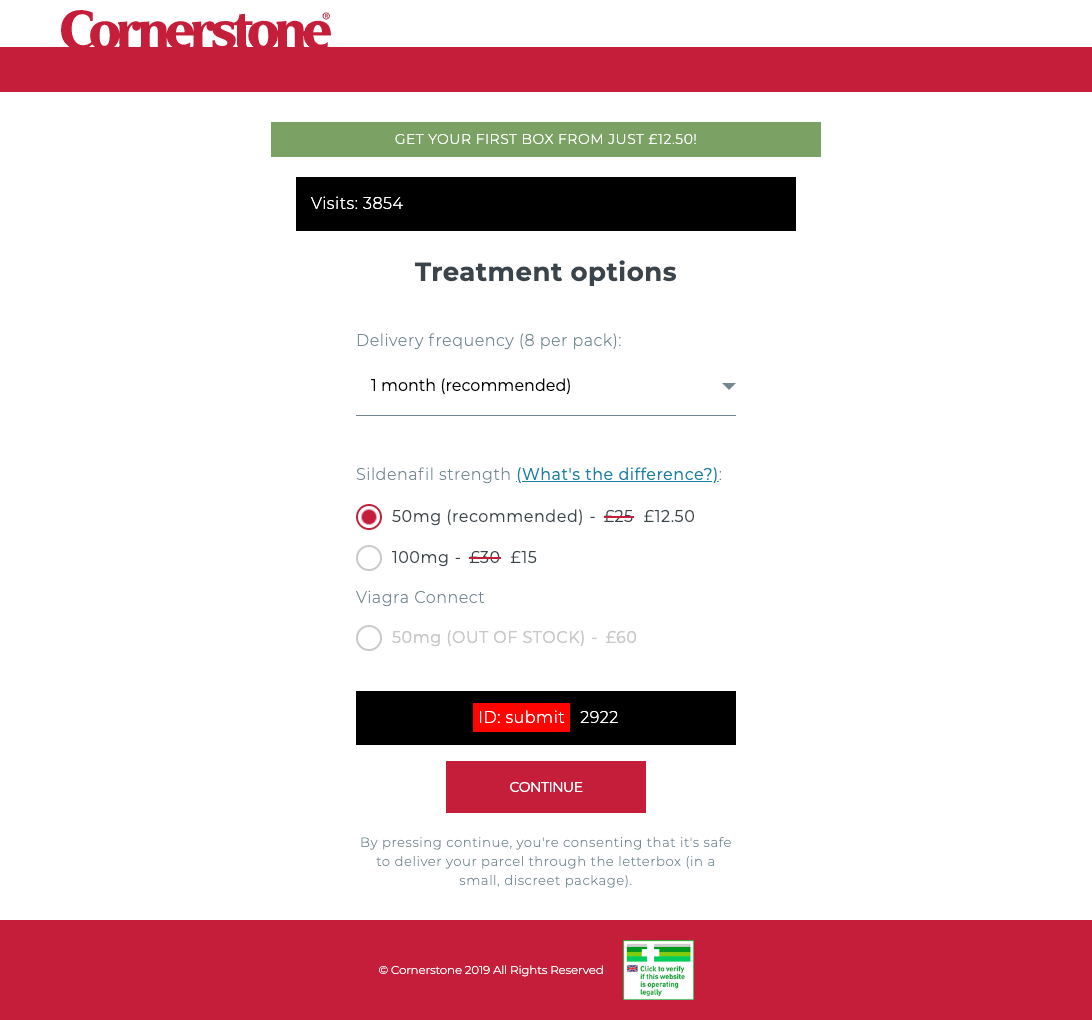 Cornerstone®
GET YOUR FIRST BOX FROM JUST £12.50!
Visits: 3854
Treatment options
Delivery frequency (8 per pack):
1 month (recommended)
Sildenafil strength (What's the difference?):
50mg (recommended) - £25 £12.50
100mg - £30 £15
Viagra Connect
50mg (OUT OF STOCK) - £60
ID: submit 2922
CONTINUE
By pressing continue, you're consenting that it's safe
to deliver your parcel through the letterbox (in a
small, discreet package).
© Cornerstone 2019 All Rights Reserved
Click to verify
if this website
is operating
legally